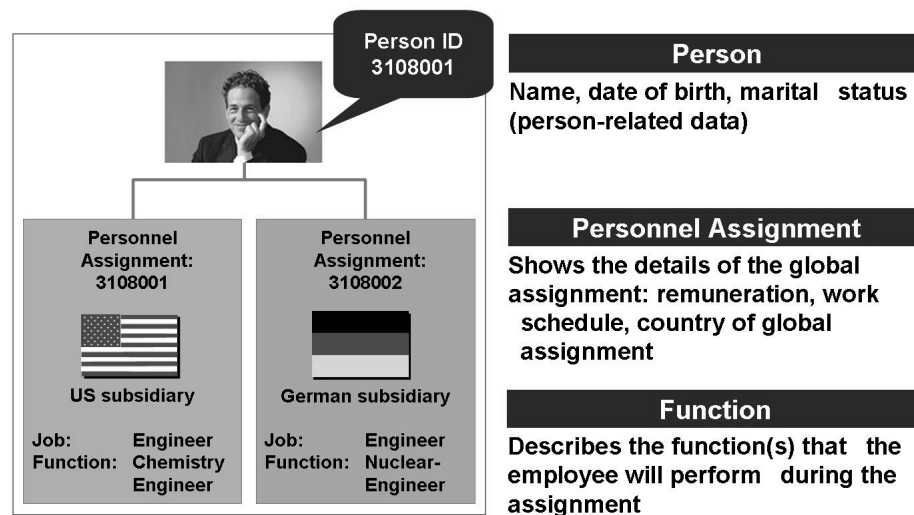 Person ID
3108001
Person
Name, date of birth, marital status
(person-related data)
Personnel
Assignment:
3108001
US subsidiary
Job: Engineer
Function: Chemistry
Engineer
Personnel
Assignment:
3108002
German subsidiary
Job: Engineer
Function: Nuclear-
Engineer
Personnel Assignment
Shows the details of the global
assignment: remuneration, work
schedule, country of global
assignment
Function
Describes the function(s) that the
employee will perform during the
assignment